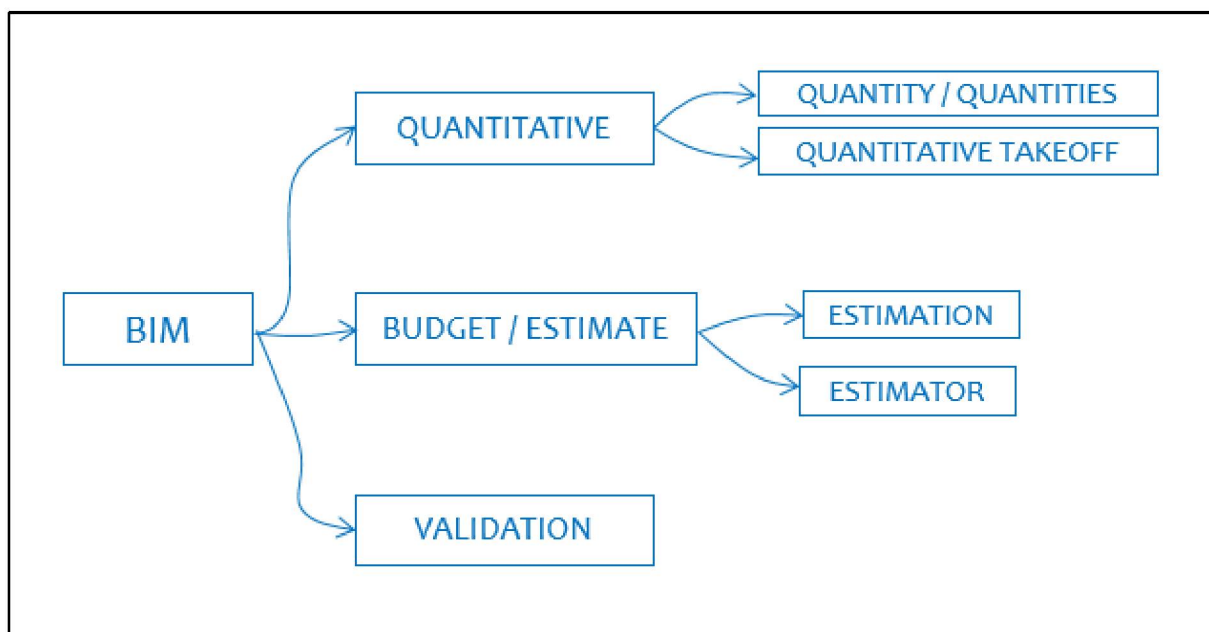 BIM
QUANTITATIVE
QUANTITY / QUANTITIES
QUANTITATIVE TAKEOFF
BUDGET / ESTIMATE
ESTIMATION
ESTIMATOR
VALIDATION